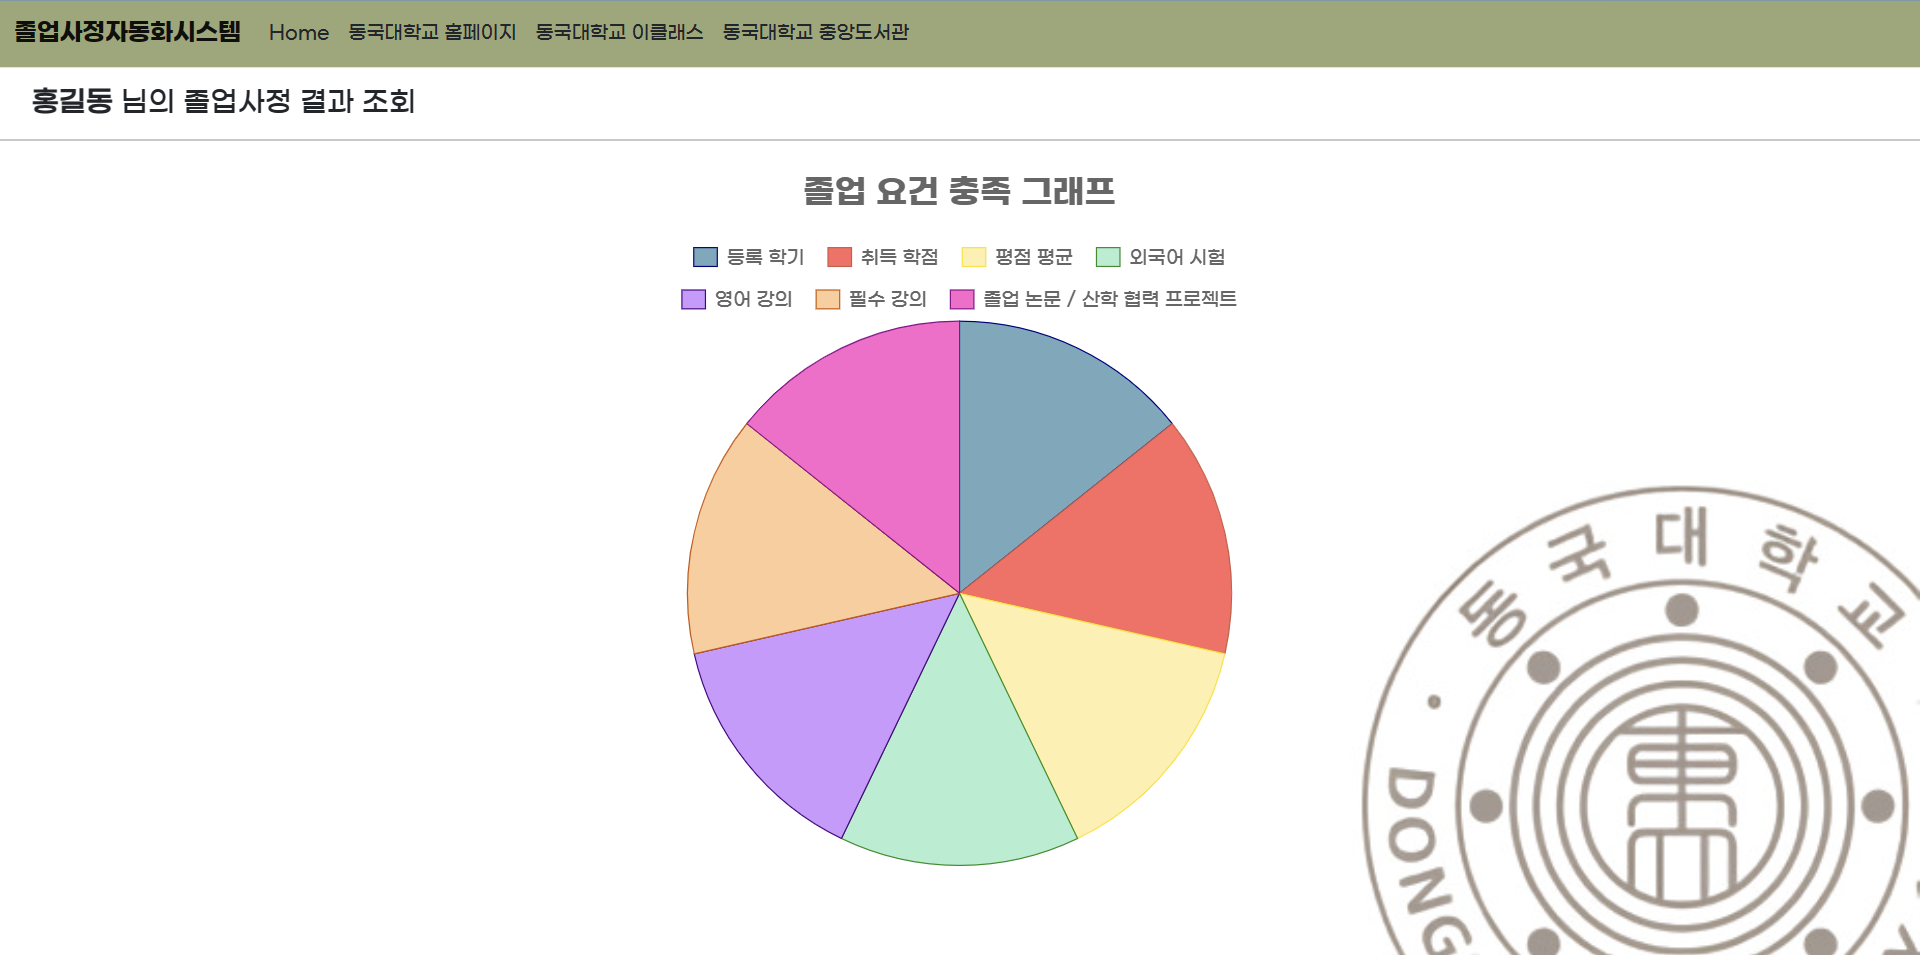 졸업사정자동화시스템 Home 동국대학교 홈페이지 동국대학교 이클래스 동국대학교 중앙도서관
홍길동 님의 졸업사정 결과 조회
졸업 요건 충족 그래프
등록 학기 취득 학점 평점 평균 외국어 시험
영어 강의 필수 강의 졸업 논문 / 산학 협력 프로젝트
동국대학교
DONG